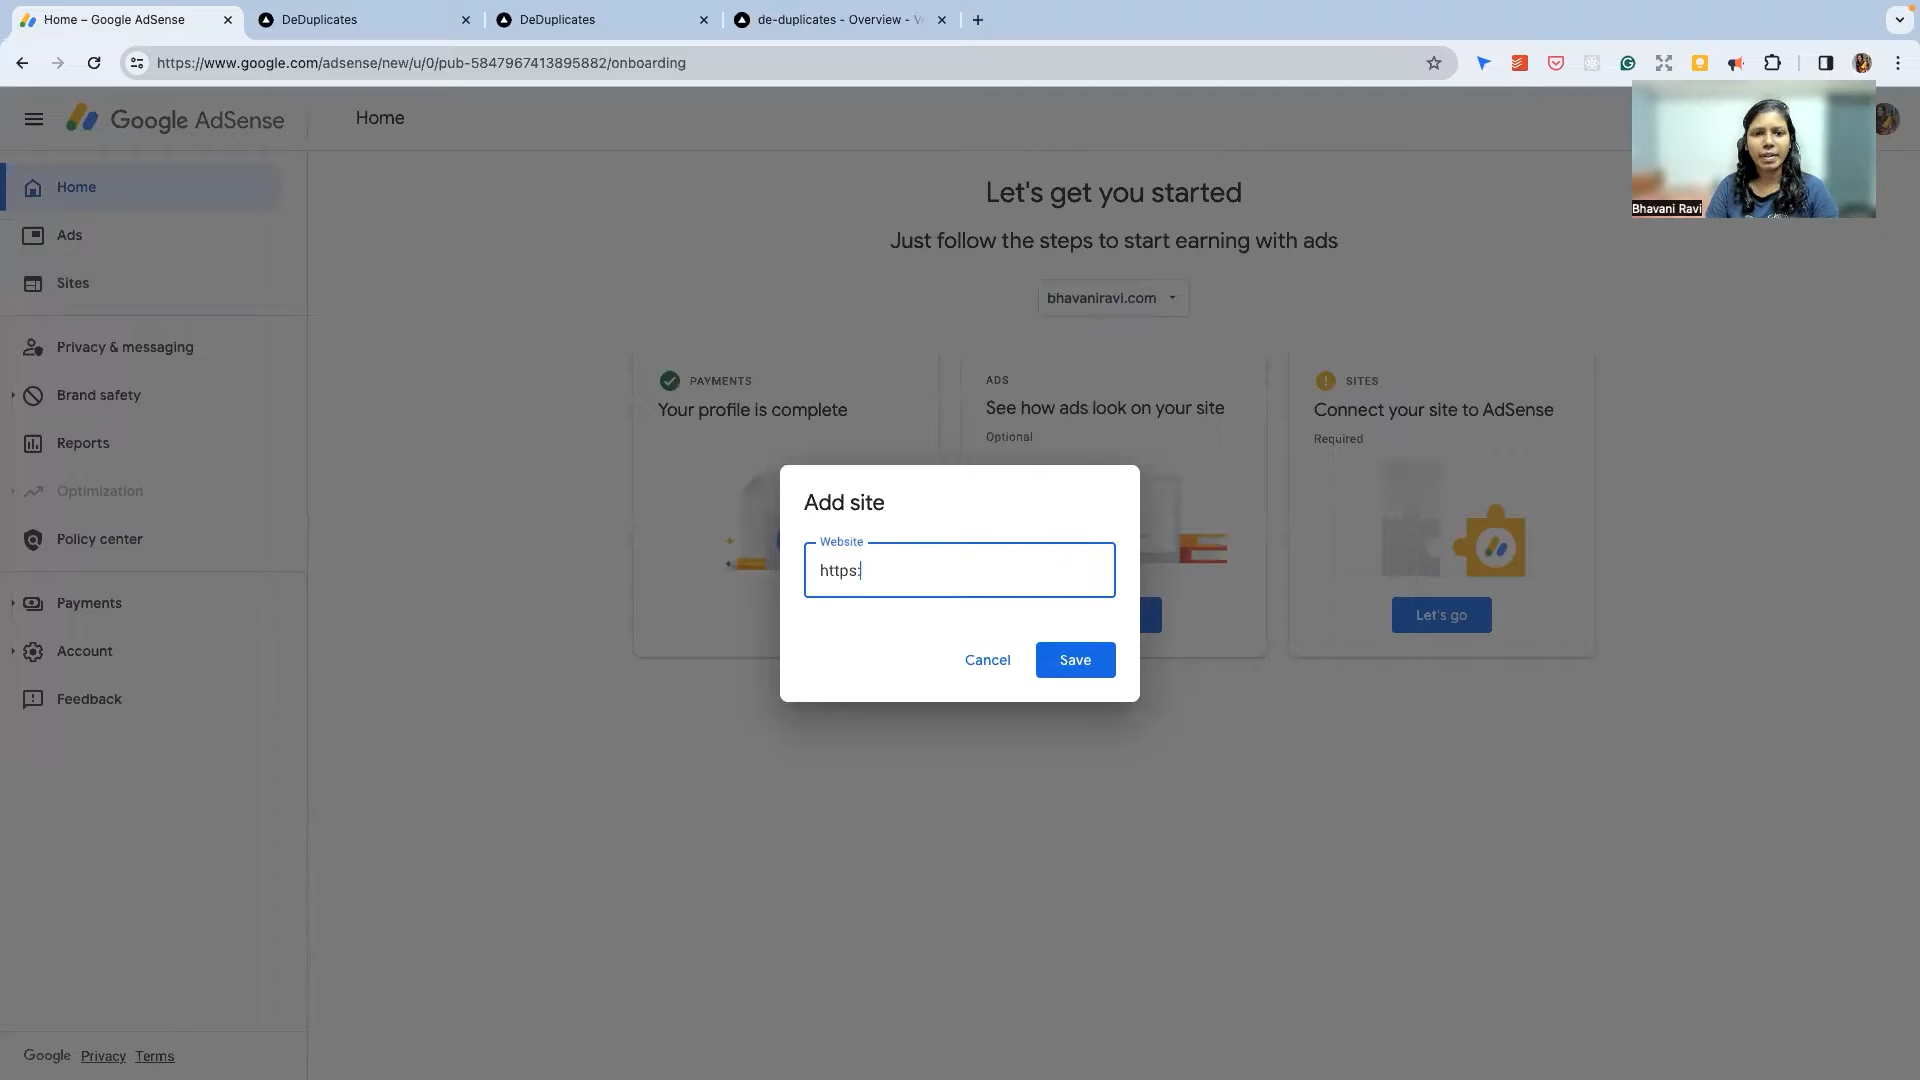 Home – Google AdSense
DeDuplicates
DeDuplicates
de-duplicates - Overview -
https://www.google.com/adsense/new/u/0/pub-5847967413895882/onboarding
Google AdSense
Home
Bhavani Ravi
Home
Ads
Sites
Privacy & messaging
Brand safety
Reports
Optimization
Policy center
Payments
Account
Feedback
Let's get you started
Just follow the steps to start earning with ads
bhavaniravi.com
PAYMENTS
Your profile is complete
ADS
See how ads look on your site
Optional
SITES
Connect your site to AdSense
Required
Let's go
Add site
Website
https:
Cancel
Save
Google Privacy Terms